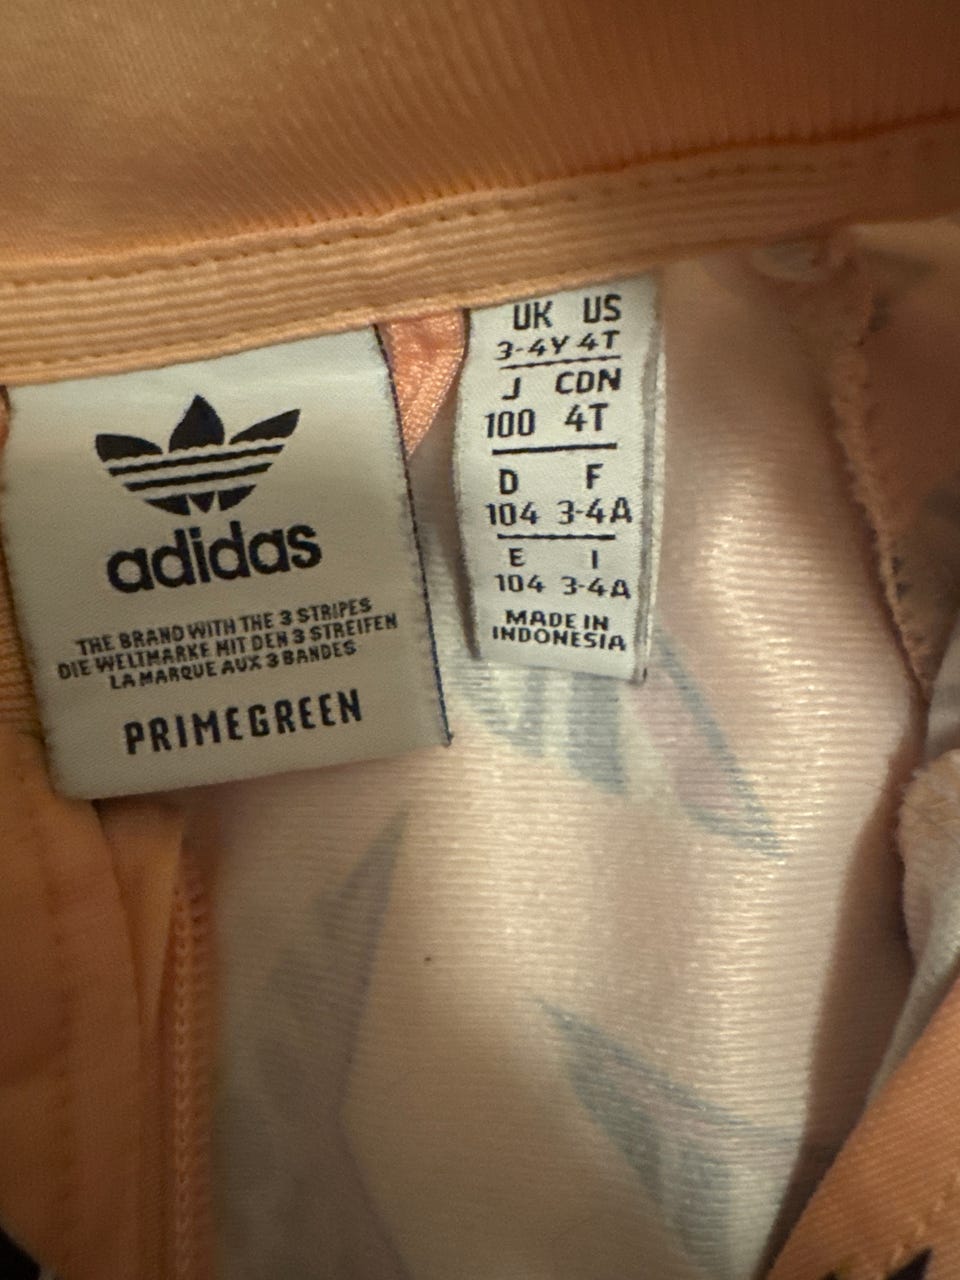 adidas
THE BRAND WITH THE 3 STRIPES
DIE WELTMARKE MIT DEN 3 STREIFEN
LA MARQUE AUX 3 BANDES
PRIMEGREEN
UK US
3-4Y 4T
J CDN
100 4T
D F
104 3-4A
E I
104 3-4A
MADE IN
INDONESIA